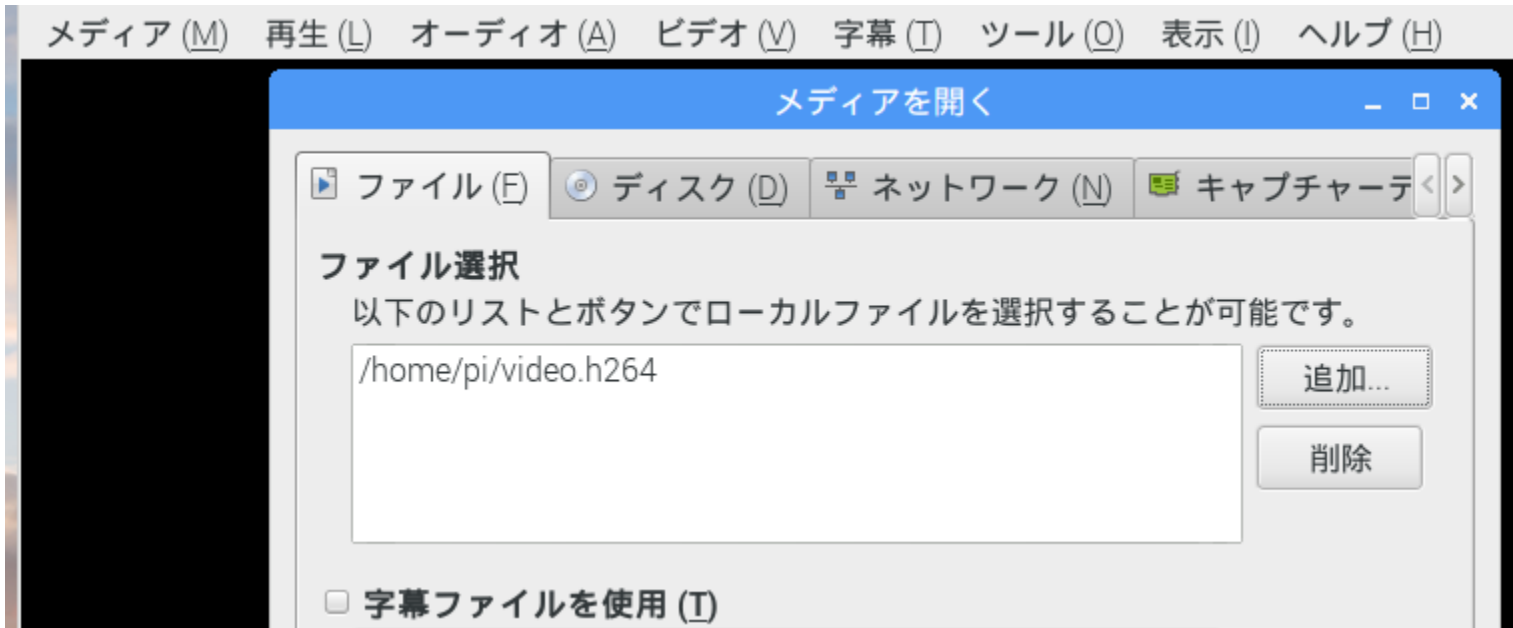 メディア (M) 再生 (L) オーディオ (A) ビデオ (V) 字幕 (T) ツール (O) 表示 (I) ヘルプ (H)
メディアを開く
ファイル (F) ディスク (D) ネットワーク (N) キャプチャーデ
ファイル選択
以下のリストとボタンでローカルファイルを選択することが可能です。
/home/pi/video.h264
追加...
削除
字幕ファイルを使用 (T)